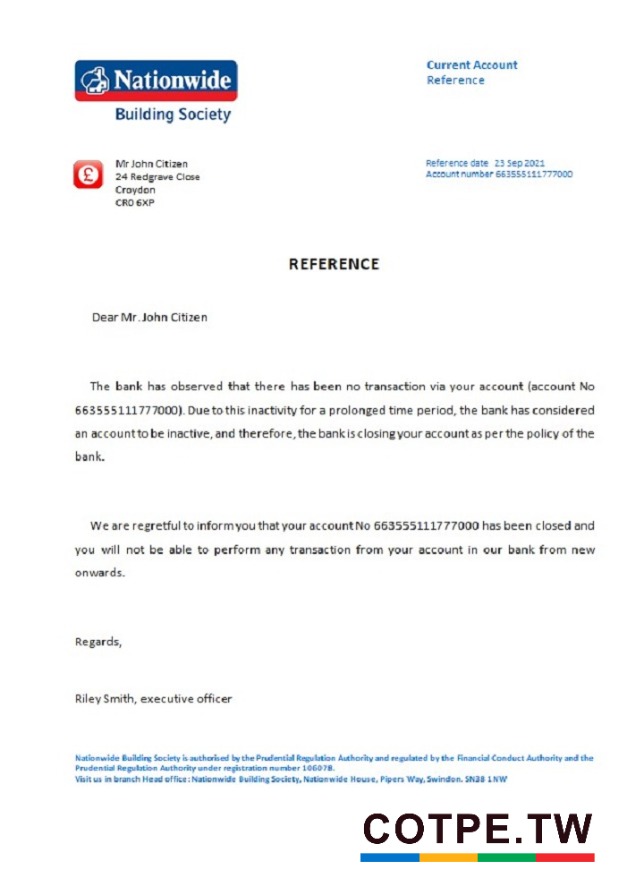 Nationwide
Building Society
Current Account
Reference
£
Mr John Citizen
24 Redgrave Close
Croydon
CR0 6XP
Reference date 23 Sep 2021
Account number 663555111777000
REFERENCE
Dear Mr. John Citizen
The bank has observed that there has been no transaction via your account (account No
663555111777000). Due to this inactivity for a prolonged time period, the bank has considered
an account to be inactive, and therefore, the bank is closing your account as per the policy of the
bank.
We are regretful to inform you that your account No 663555111777000 has been closed and
you will not be able to perform any transaction from your account in our bank from new
onwards.
Regards,
Riley Smith, executive officer
Nationwide Building Society is authorised by the Prudential Regulation Authority and regulated by the Financial Conduct Authority and the
Prudential Regulation Authority under registration number 106078.
Visit us in branch Head office: Nationwide Building Society, Nationwide House, Pipers Way, Swindon. SN38 1NW
COTPE.TW